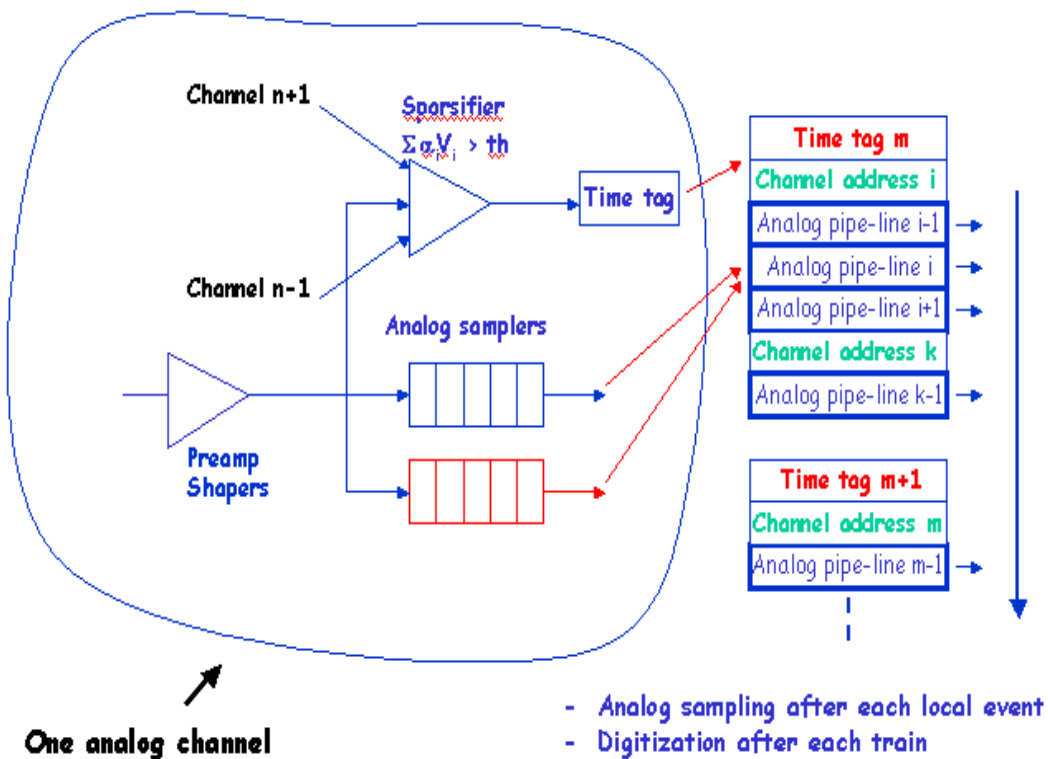 Channel n+1
Sparsifier
Σ αᵢVᵢ > th
Time tag
Channel n-1
Analog samplers
Preamp
Shapers
One analog channel
Time tag m
Channel address i
Analog pipe-line i-1
Analog pipe-line i
Analog pipe-line i+1
Channel address k
Analog pipe-line k-1
Time tag m+1
Channel address m
Analog pipe-line m-1
- Analog sampling after each local event
- Digitization after each train